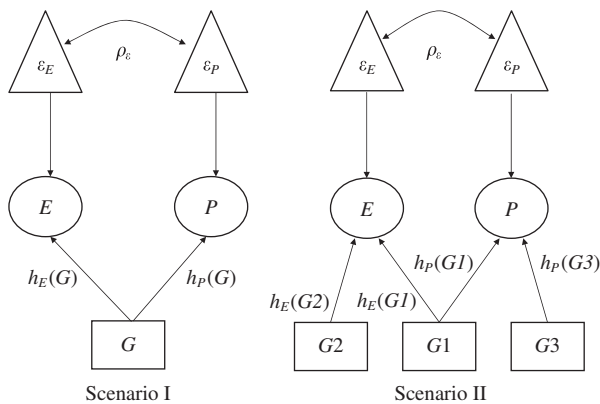 ρε ρε
εE εP εE εP
E P E P
hE(G) hP(G) hE(G2) hE(G1) hP(G1) hP(G3)
G G2 G1 G3
Scenario I Scenario II